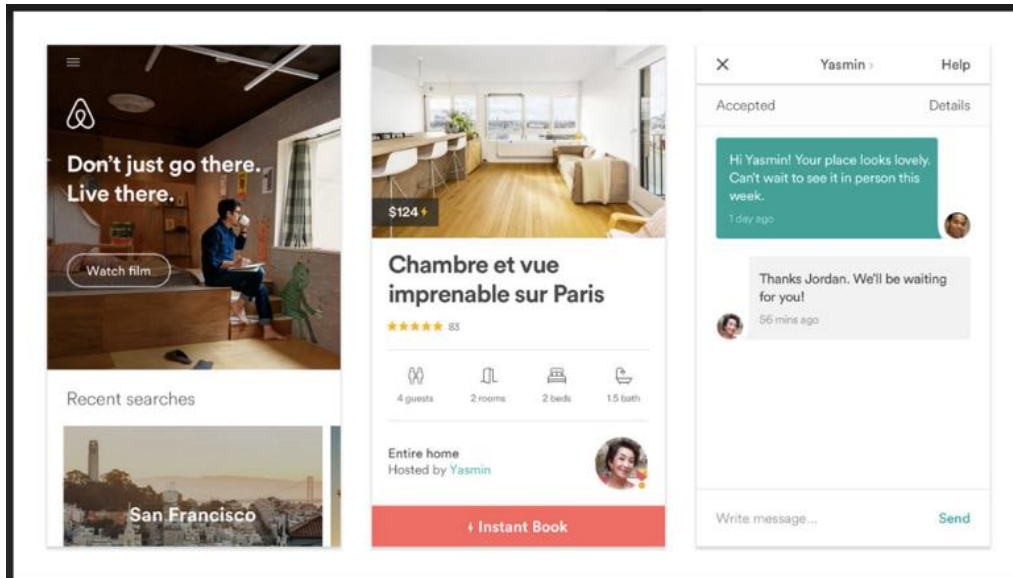 Don't just go there.
Live there.
Watch film
Recent searches
San Francisco
$124
Chambre et vue
imprenable sur Paris
83
4 guests
2 rooms
2 beds
1.5 bath
Entire home
Hosted by Yasmin
Instant Book
Yasmin
Help
Accepted
Details
Hi Yasmin! Your place looks lovely.
Can't wait to see it in person this
week.
1 day ago
Thanks Jordan. We'll be waiting
for you!
56 mins ago
Write message...
Send